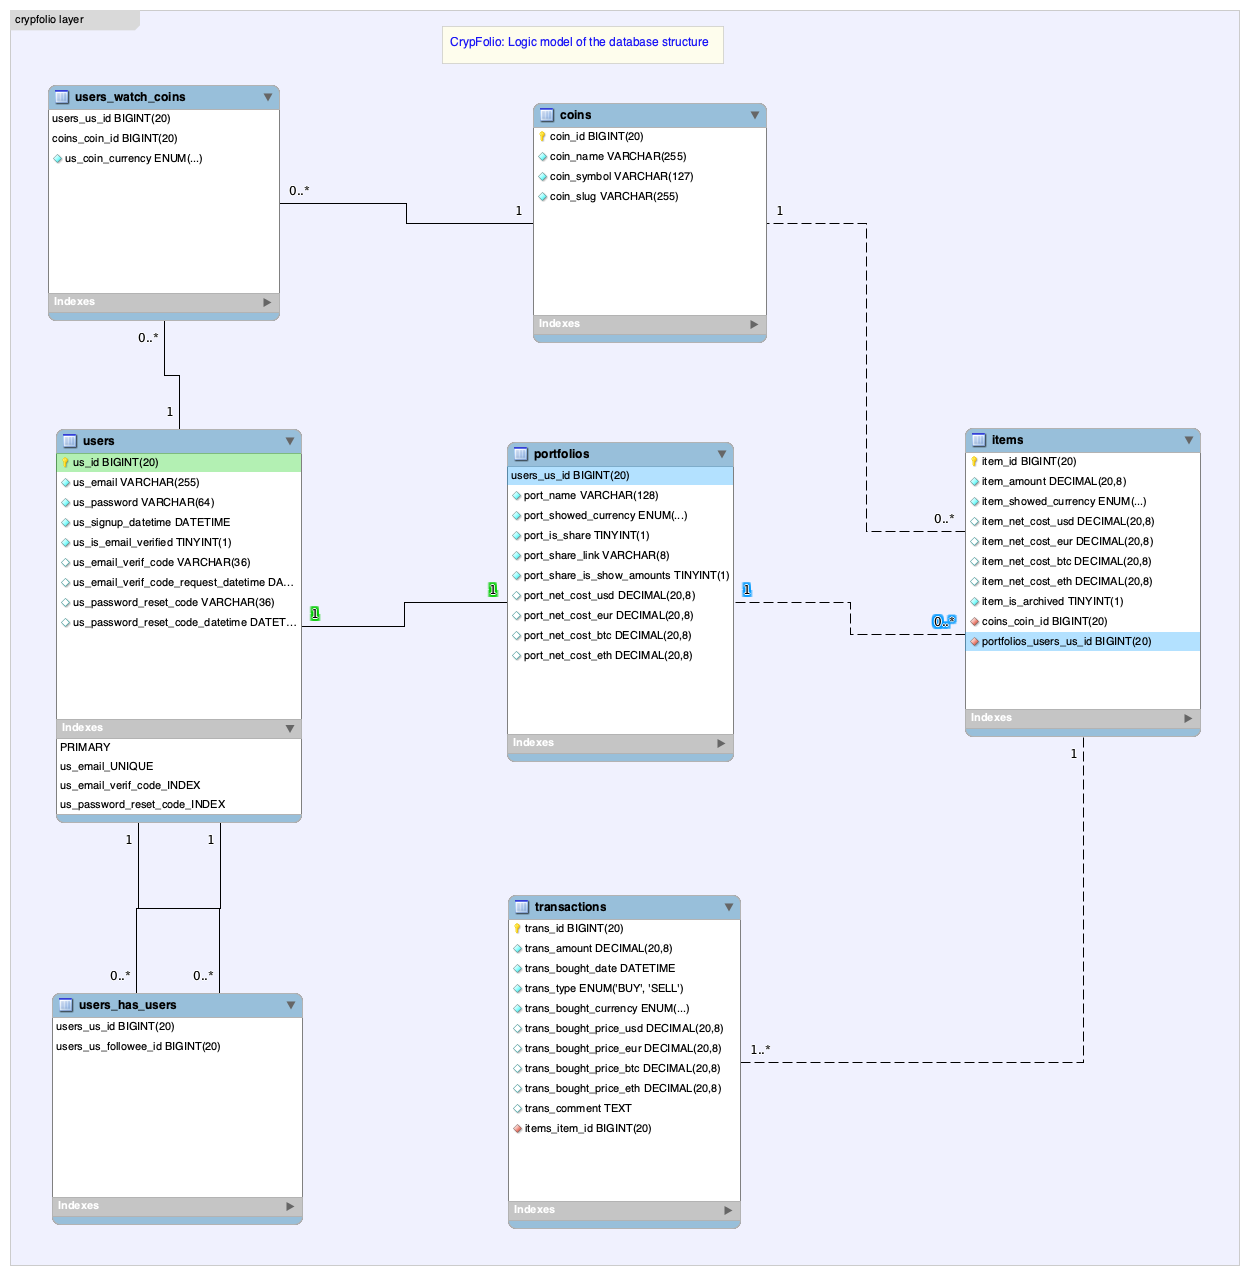 crypfolio layer
CrypFolio: Logic model of the database structure
users_watch_coins
users_us_id BIGINT(20)
coins_coin_id BIGINT(20)
us_coin_currency ENUM(...)
Indexes
0..*
1
coins
coin_id BIGINT(20)
coin_name VARCHAR(255)
coin_symbol VARCHAR(127)
coin_slug VARCHAR(255)
Indexes
1
0..*
0..*
1
users
us_id BIGINT(20)
us_email VARCHAR(255)
us_password VARCHAR(64)
us_signup_datetime DATETIME
us_is_email_verified TINYINT(1)
us_email_verif_code VARCHAR(36)
us_email_verif_code_request_datetime DA...
us_password_reset_code VARCHAR(36)
us_password_reset_code_datetime DATET...
Indexes
PRIMARY
us_email_UNIQUE
us_email_verif_code_INDEX
us_password_reset_code_INDEX
1
1
portfolios
users_us_id BIGINT(20)
port_name VARCHAR(128)
port_showed_currency ENUM(...)
port_is_share TINYINT(1)
port_share_link VARCHAR(8)
port_share_is_show_amounts TINYINT(1)
port_net_cost_usd DECIMAL(20,8)
port_net_cost_eur DECIMAL(20,8)
port_net_cost_btc DECIMAL(20,8)
port_net_cost_eth DECIMAL(20,8)
Indexes
1
0..*
items
item_id BIGINT(20)
item_amount DECIMAL(20,8)
item_showed_currency ENUM(...)
item_net_cost_usd DECIMAL(20,8)
item_net_cost_eur DECIMAL(20,8)
item_net_cost_btc DECIMAL(20,8)
item_net_cost_eth DECIMAL(20,8)
item_is_archived TINYINT(1)
coins_coin_id BIGINT(20)
portfolios_users_us_id BIGINT(20)
Indexes
1
1..*
1
1
0..*
0..*
users_has_users
users_us_id BIGINT(20)
users_us_followee_id BIGINT(20)
Indexes
transactions
trans_id BIGINT(20)
trans_amount DECIMAL(20,8)
trans_bought_date DATETIME
trans_type ENUM('BUY', 'SELL')
trans_bought_currency ENUM(...)
trans_bought_price_usd DECIMAL(20,8)
trans_bought_price_eur DECIMAL(20,8)
trans_bought_price_btc DECIMAL(20,8)
trans_bought_price_eth DECIMAL(20,8)
trans_comment TEXT
items_item_id BIGINT(20)
Indexes